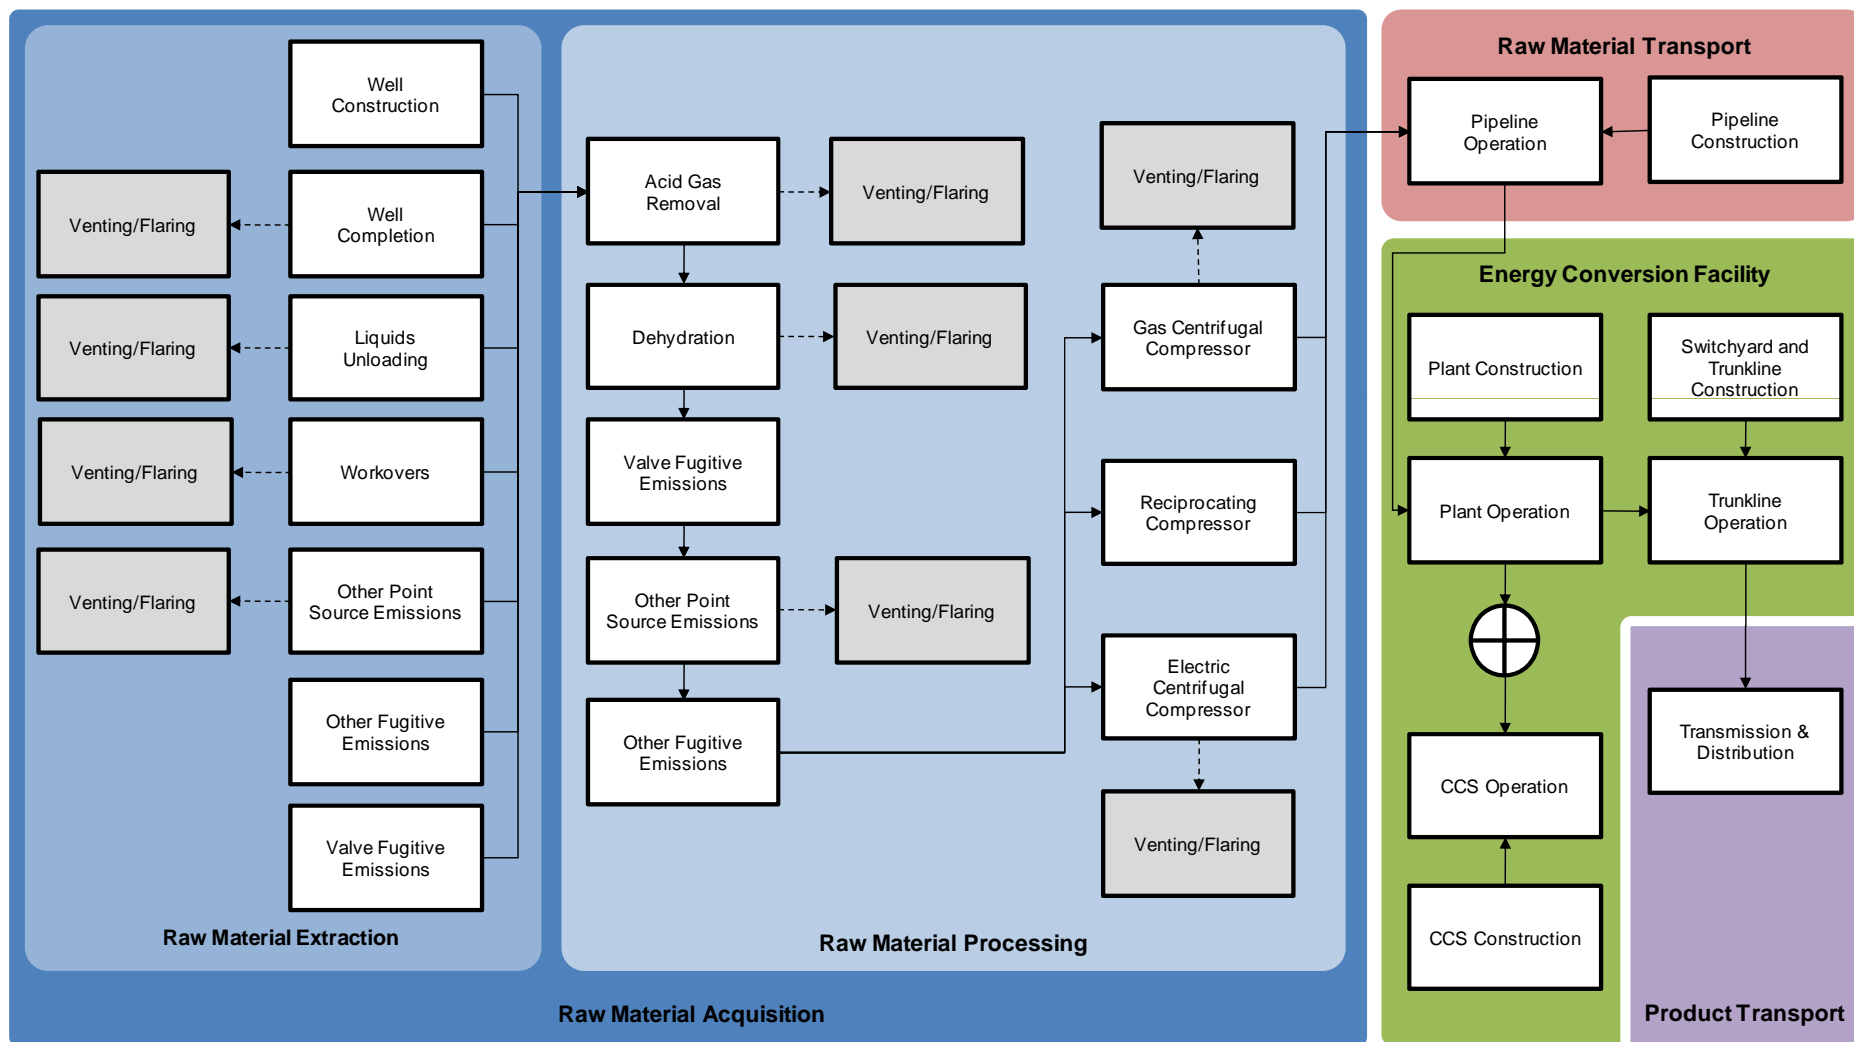 Well
Construction
Venting/Flaring
Well
Completion
Venting/Flaring
Liquids
Unloading
Venting/Flaring
Workovers
Venting/Flaring
Other Point
Source Emissions
Other Fugitive
Emissions
Valve Fugitive
Emissions
Raw Material Extraction
Acid Gas
Removal
Venting/Flaring
Dehydration
Venting/Flaring
Valve Fugitive
Emissions
Other Point
Source Emissions
Venting/Flaring
Other Fugitive
Emissions
Venting/Flaring
Gas Centrifugal
Compressor
Reciprocating
Compressor
Electric
Centrifugal
Compressor
Venting/Flaring
Raw Material Processing
Raw Material Acquisition
Raw Material Transport
Pipeline
Operation
Pipeline
Construction
Energy Conversion Facility
Plant Construction
Switchyard and
Trunkline
Construction
Plant Operation
Trunkline
Operation
CCS Operation
CCS Construction
Transmission &
Distribution
Product Transport